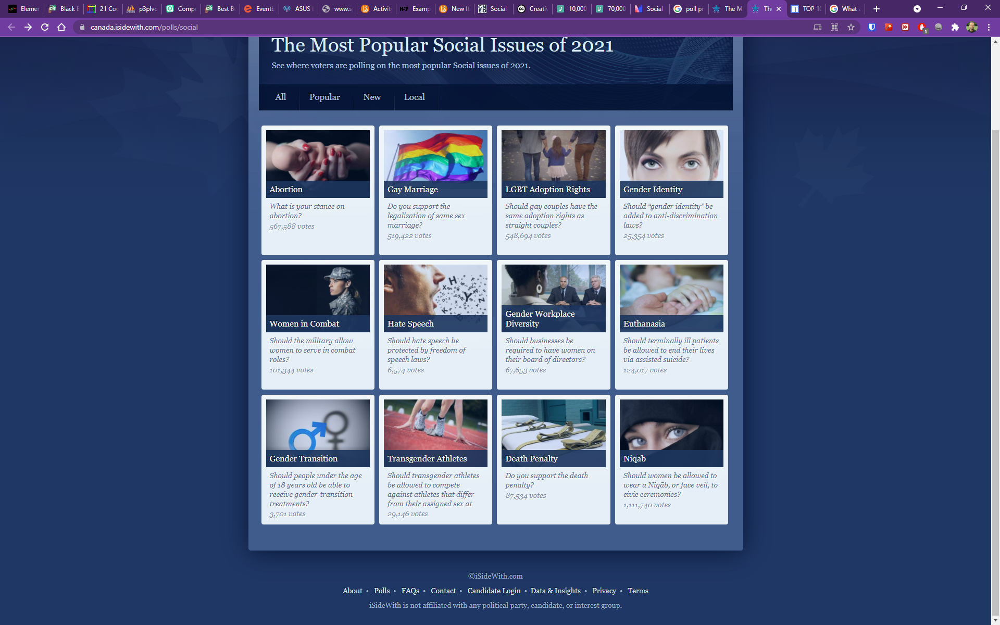 Elemer
Black B
21 Coc
p3plvc
Compu
Best Bu
Eventb
ASUS
www.s
Activity
H2P Examp
New It
Social
Creativ
10,000
70,000
Social
poll pr
The M
The
TOP 10
What a
canada.isidewith.com/polls/social
1
The Most Popular Social Issues of 2021
See where voters are polling on the most popular Social issues of 2021.
All Popular New Local
Abortion
What is your stance on
abortion?
567,588 votes
Gay Marriage
Do you support the
legalization of same sex
marriage?
519,422 votes
LGBT Adoption Rights
Should gay couples have the
same adoption rights as
straight couples?
548,694 votes
Gender Identity
Should “gender identity” be
added to anti-discrimination
laws?
25,354 votes
Women in Combat
Should the military allow
women to serve in combat
roles?
101,344 votes
Hate Speech
Should hate speech be
protected by freedom of
speech laws?
6,574 votes
Gender Workplace
Diversity
Should businesses be
required to have women on
their board of directors?
67,653 votes
Euthanasia
Should terminally ill patients
be allowed to end their lives
via assisted suicide?
124,017 votes
Gender Transition
Should people under the age
of 18 years old be able to
receive gender-transition
treatments?
3,701 votes
Transgender Athletes
Should transgender athletes
be allowed to compete
against athletes that differ
from their assigned sex at
29,146 votes
Death Penalty
Do you support the death
penalty?
87,534 votes
Niqāb
Should women be allowed to
wear a Niqāb, or face veil, to
civic ceremonies?
1,111,740 votes
©iSideWith.com
About • Polls • FAQs • Contact • Candidate Login • Data & Insights • Privacy • Terms
iSideWith is not affiliated with any political party, candidate, or interest group.